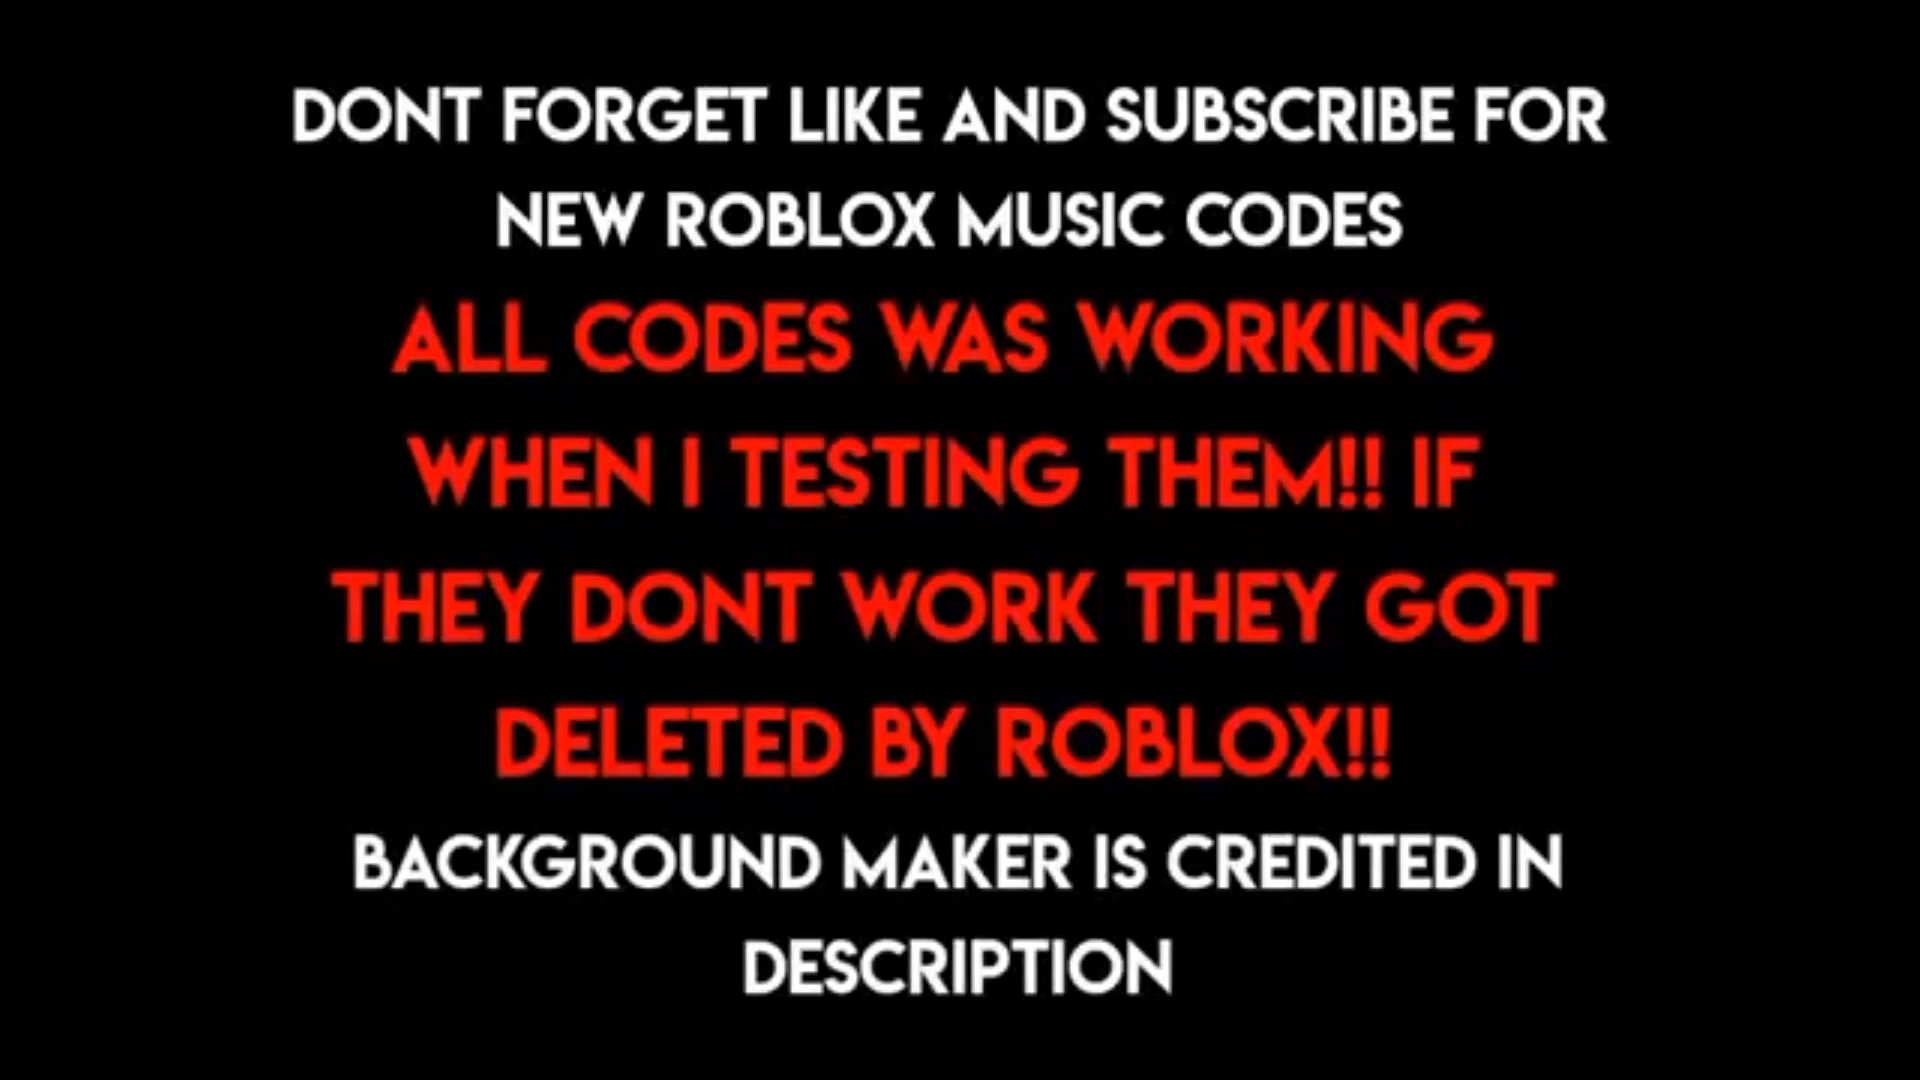 DONT FORGET LIKE AND SUBSCRIBE FOR
NEW ROBLOX MUSIC CODES
ALL CODES WAS WORKING
WHEN I TESTING THEM!! IF
THEY DONT WORK THEY GOT
DELETED BY ROBLOX!!
BACKGROUND MAKER IS CREDITED IN
DESCRIPTION